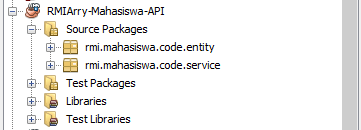 RMIArry-Mahasiswa-API
Source Packages
rmi.mahasiswa.code.entity
rmi.mahasiswa.code.service
Test Packages
Libraries
Test Libraries